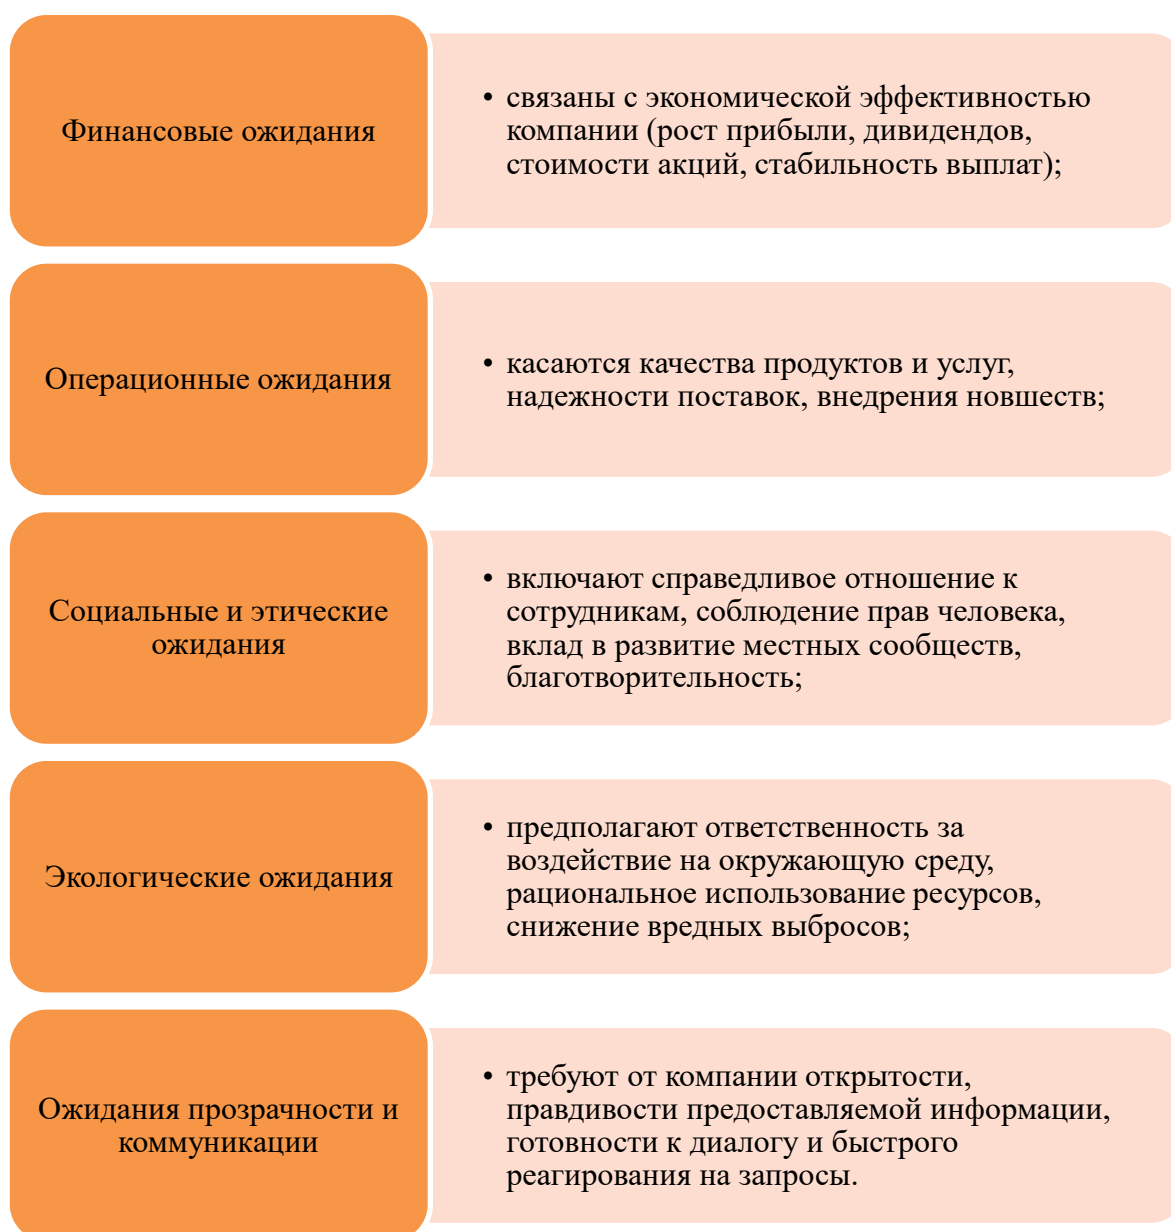 Финансовые ожидания
• связаны с экономической эффективностью
компании (рост прибыли, дивидендов,
стоимости акций, стабильность выплат);
Операционные ожидания
• касаются качества продуктов и услуг,
надежности поставок, внедрения новшеств;
Социальные и этические
ожидания
• включают справедливое отношение к
сотрудникам, соблюдение прав человека,
вклад в развитие местных сообществ,
благотворительность;
Экологические ожидания
• предполагают ответственность за
воздействие на окружающую среду,
рациональное использование ресурсов,
снижение вредных выбросов;
Ожидания прозрачности и
коммуникации
• требуют от компании открытости,
правдивости предоставляемой информации,
готовности к диалогу и быстрого
реагирования на запросы.